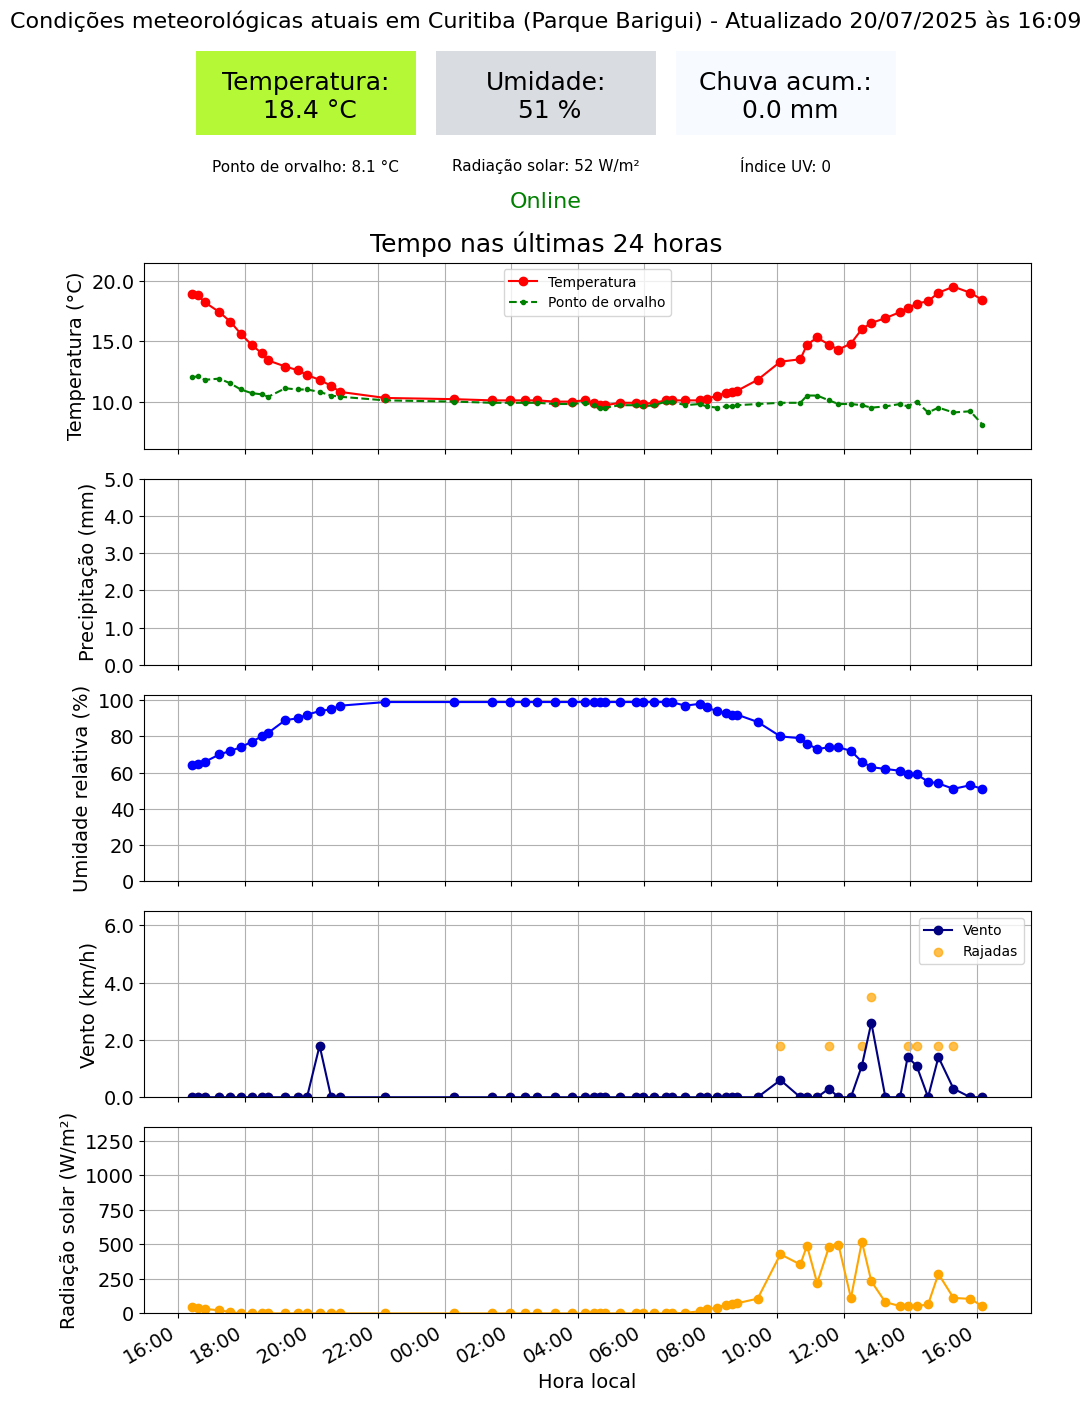 Condições meteorológicas atuais em Curitiba (Parque Barigui) - Atualizado 20/07/2025 às 16:09
Temperatura:
18.4 °C
Umidade:
51 %
Chuva acum.:
0.0 mm
Ponto de orvalho: 8.1 °C
Radiação solar: 52 W/m²
Índice UV: 0
Online
Tempo nas últimas 24 horas
Temperatura (°C)
20.0
15.0
10.0
Temperatura
Ponto de orvalho
Precipitação (mm)
5.0
4.0
3.0
2.0
1.0
0.0
Umidade relativa (%)
100
80
60
40
20
0
Vento (km/h)
6.0
4.0
2.0
0.0
Vento
Rajadas
Radiação solar (W/m²)
1250
1000
750
500
250
0
16:00
18:00
20:00
22:00
00:00
02:00
04:00
06:00
08:00
10:00
12:00
14:00
16:00
Hora local